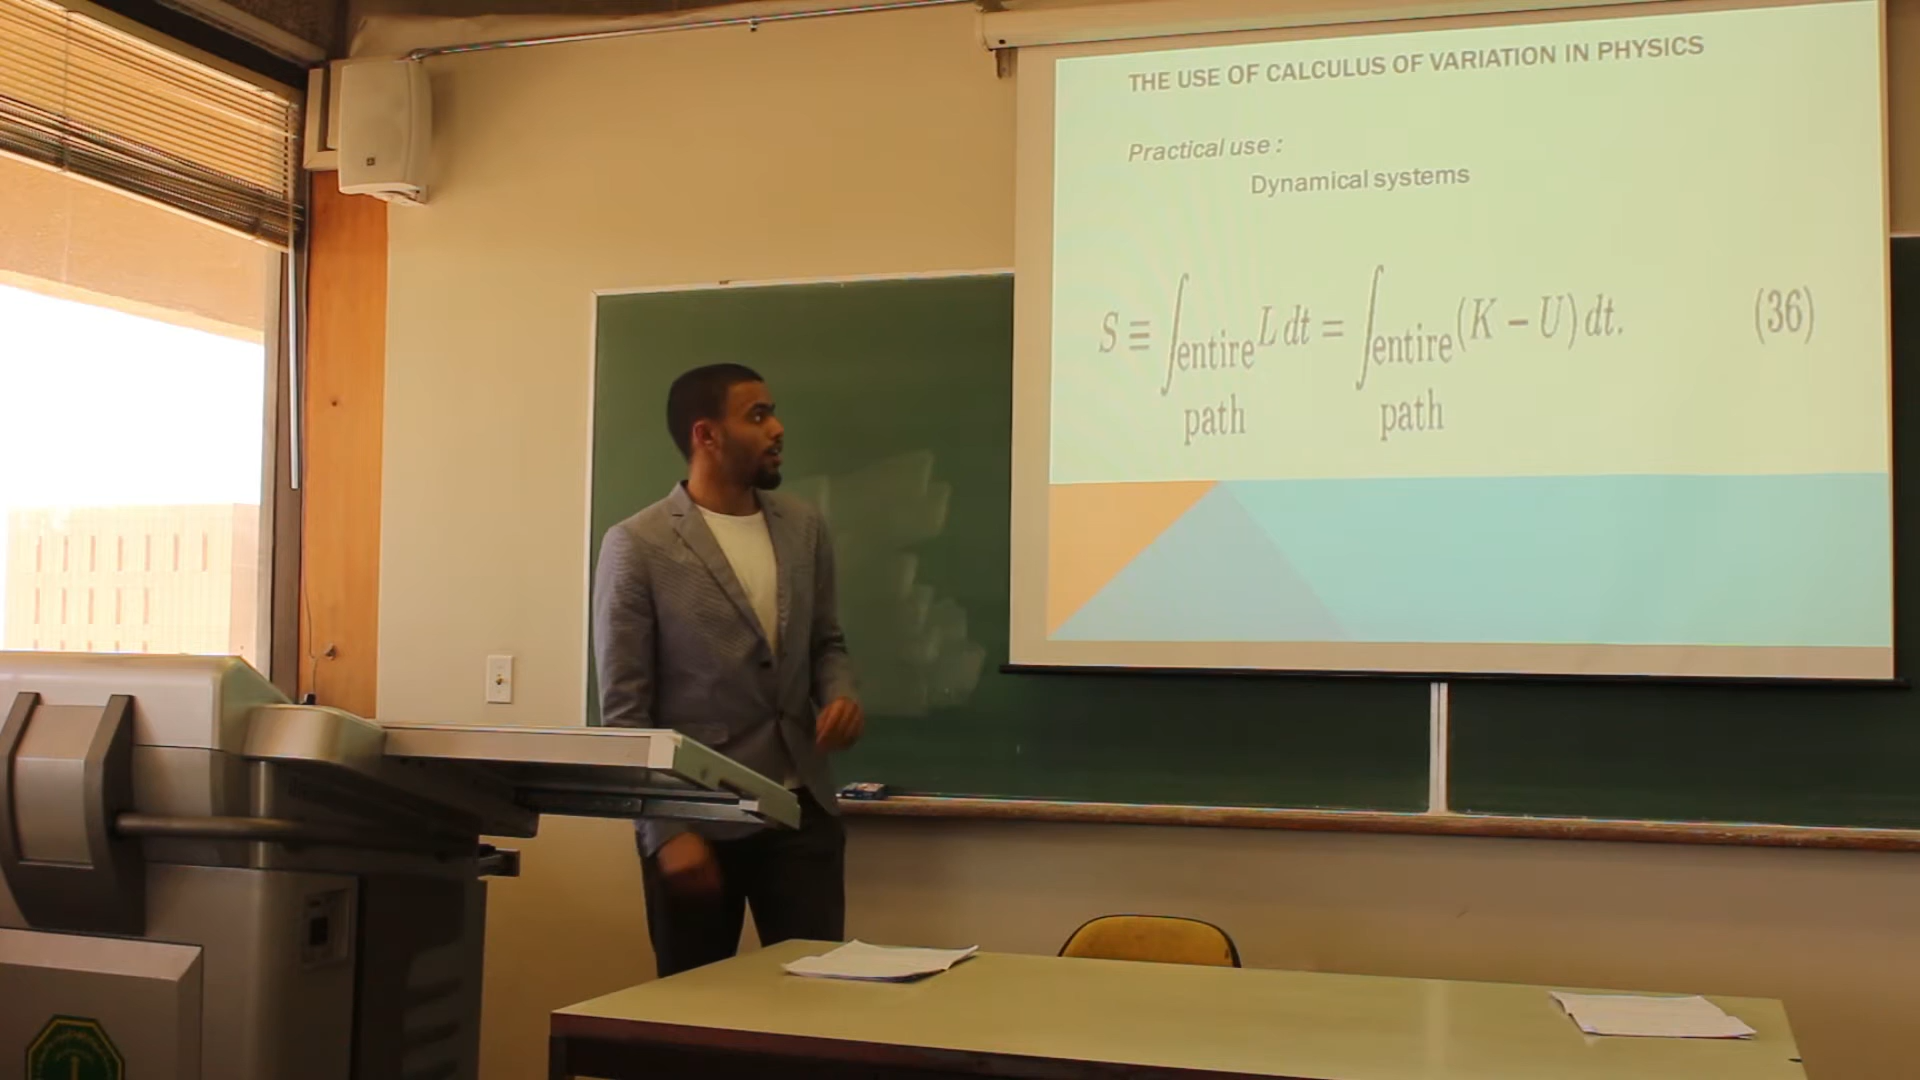 THE USE OF CALCULUS OF VARIATION IN PHYSICS
Practical use :
Dynamical systems
S ≡ ∫entire path L dt = ∫entire path (K − U) dt. (36)